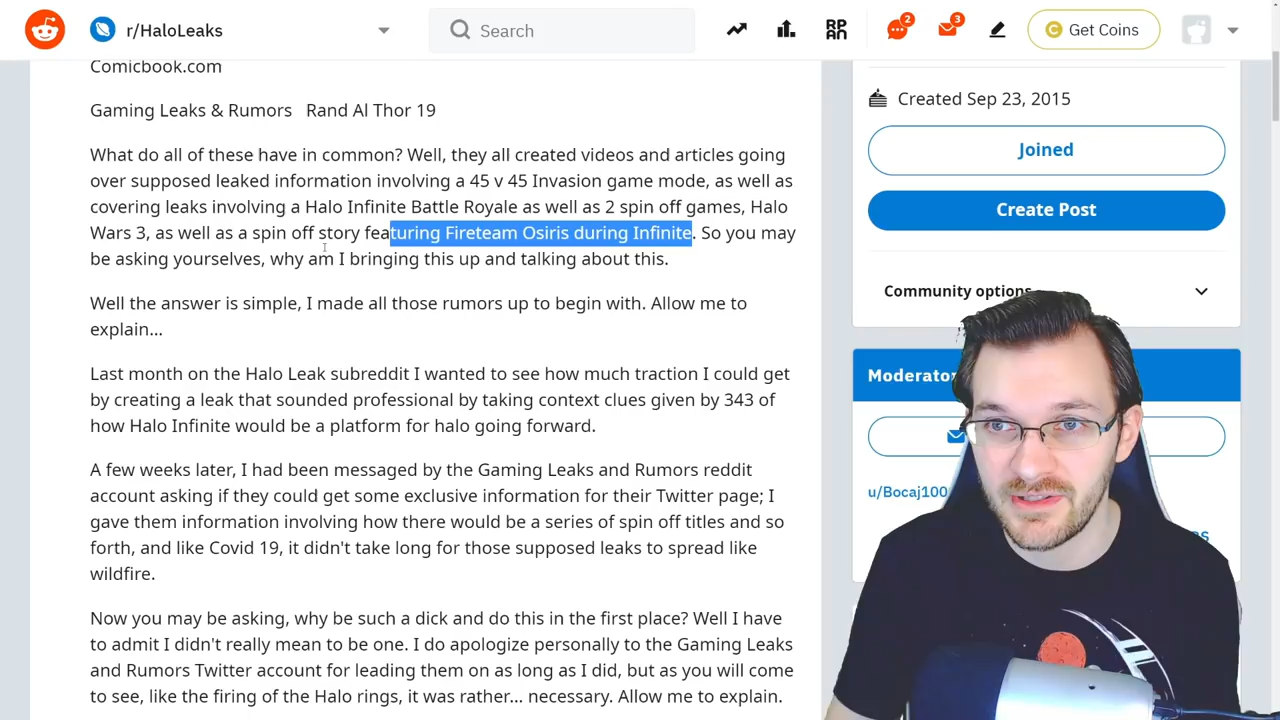 r/HaloLeaks
Search
RP
AN
2
3
Get Coins
Comicbook.com
Gaming Leaks & Rumors Rand Al Thor 19
What do all of these have in common? Well, they all created videos and articles going
over supposed leaked information involving a 45 v 45 Invasion game mode, as well as
covering leaks involving a Halo Infinite Battle Royale as well as 2 spin off games, Halo
Wars 3, as well as a spin off story featuring Fireteam Osiris during Infinite. So you may
be asking yourselves, why am I bringing this up and talking about this.
Well the answer is simple, I made all those rumors up to begin with. Allow me to
explain...
Last month on the Halo Leak subreddit I wanted to see how much traction I could get
by creating a leak that sounded professional by taking context clues given by 343 of
how Halo Infinite would be a platform for halo going forward.
A few weeks later, I had been messaged by the Gaming Leaks and Rumors reddit
account asking if they could get some exclusive information for their Twitter page; I
gave them information involving how there would be a series of spin off titles and so
forth, and like Covid 19, it didn't take long for those supposed leaks to spread like
wildfire.
Now you may be asking, why be such a dick and do this in the first place? Well I have
to admit I didn't really mean to be one. I do apologize personally to the Gaming Leaks
and Rumors Twitter account for leading them on as long as I did, but as you will come
to see, like the firing of the Halo rings, it was rather... necessary. Allow me to explain.
Created Sep 23, 2015
Joined
Create Post
Community options
Moderato
u/Bocaj100